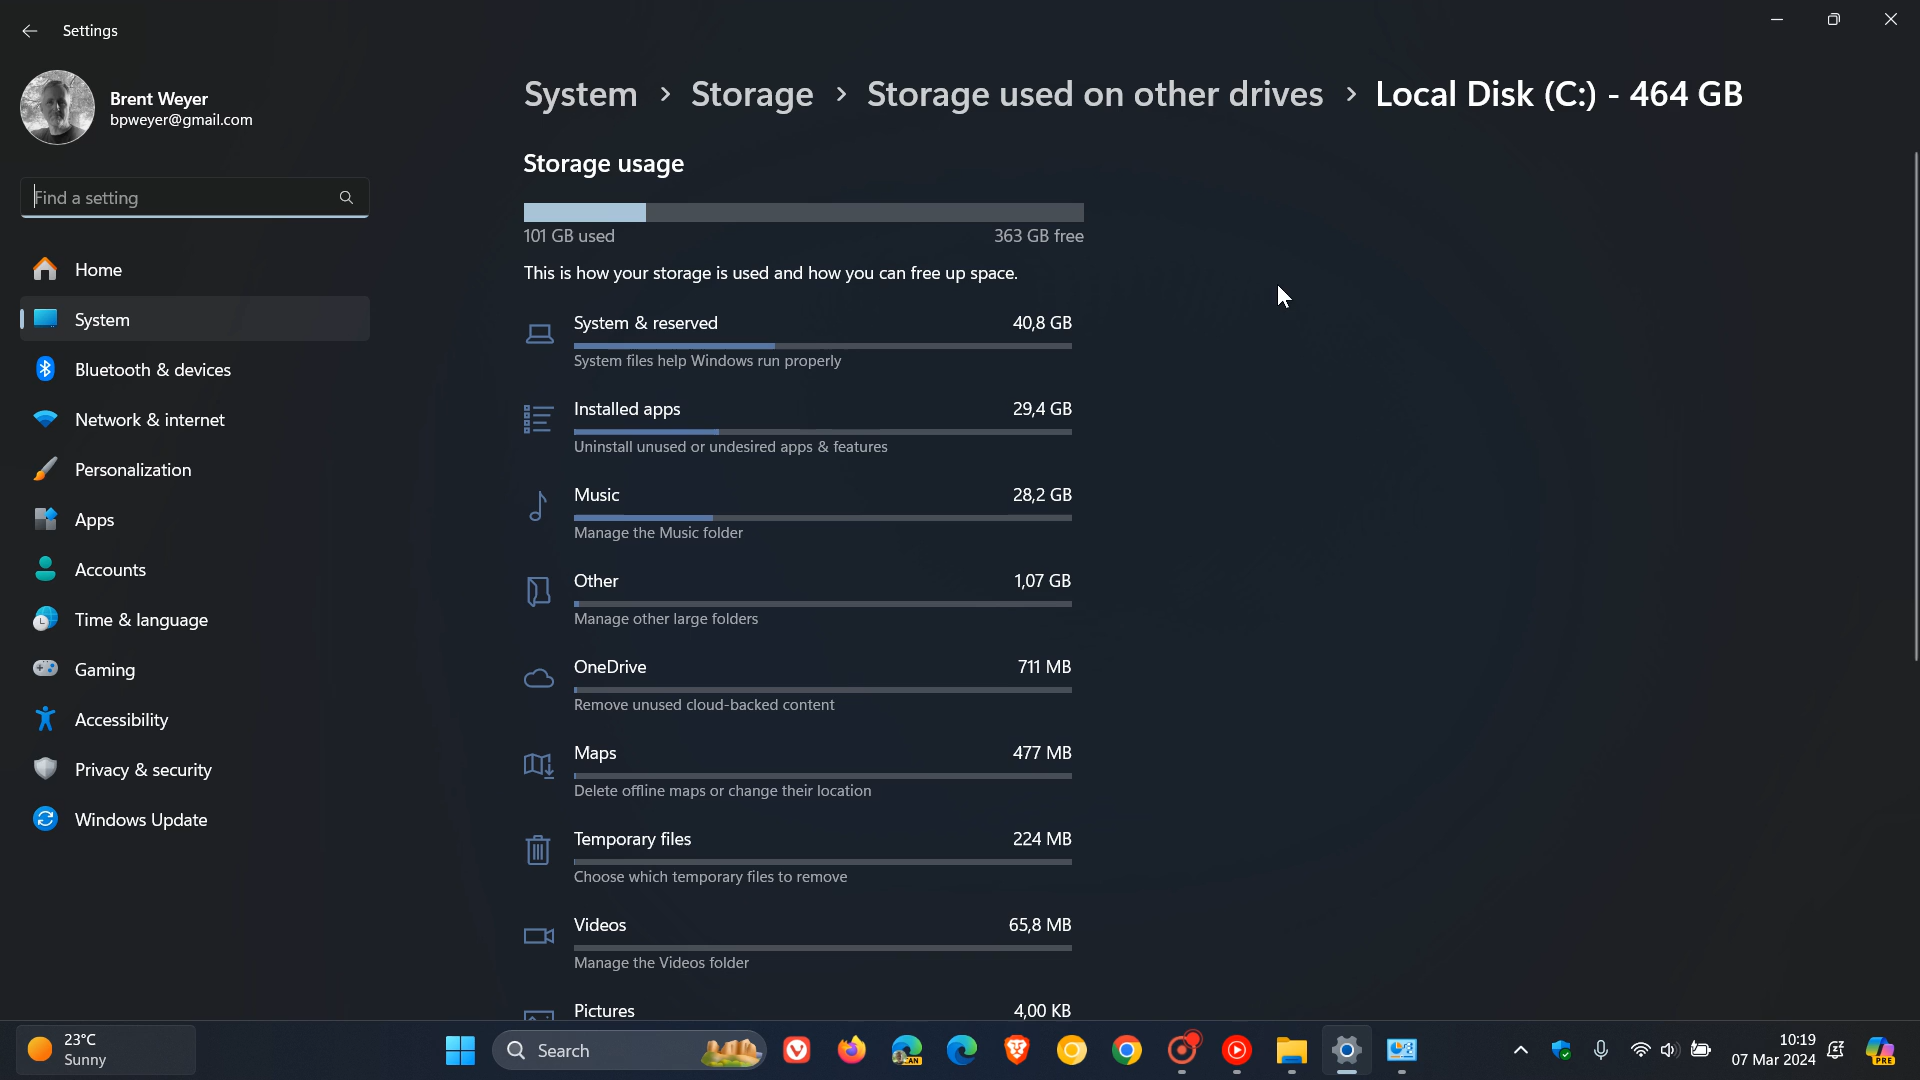 Settings
Brent Weyer
bpweyer@gmail.com
Find a setting
Home
System
Bluetooth & devices
Network & internet
Personalization
Apps
Accounts
Time & language
Gaming
Accessibility
Privacy & security
Windows Update
System › Storage › Storage used on other drives › Local Disk (C:) - 464 GB
Storage usage
101 GB used 363 GB free
This is how your storage is used and how you can free up space.
System & reserved 40,8 GB
System files help Windows run properly
Installed apps 29,4 GB
Uninstall unused or undesired apps & features
Music 28,2 GB
Manage the Music folder
Other 1,07 GB
Manage other large folders
OneDrive 711 MB
Remove unused cloud-backed content
Maps 477 MB
Delete offline maps or change their location
Temporary files 224 MB
Choose which temporary files to remove
Videos 65,8 MB
Manage the Videos folder
Pictures 4,00 KB
23°C
Sunny
Search
CAN
10:19
07 Mar 2024
PRE